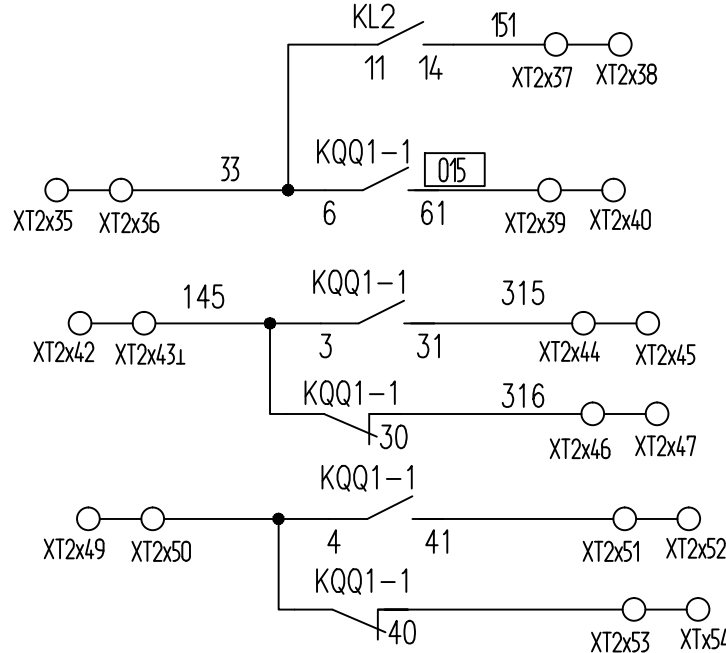 KL2 151
11 14
XT2x37 XT2x38
33 KQQ1-1 015
XT2x35 XT2x36 6 61 XT2x39 XT2x40
145 KQQ1-1 315
XT2x42 XT2x43⊥ 3 31 XT2x44 XT2x45
KQQ1-1 316
30 XT2x46 XT2x47
KQQ1-1
XT2x49 XT2x50 4 41 XT2x51 XT2x52
KQQ1-1
40 XT2x53 XTx54